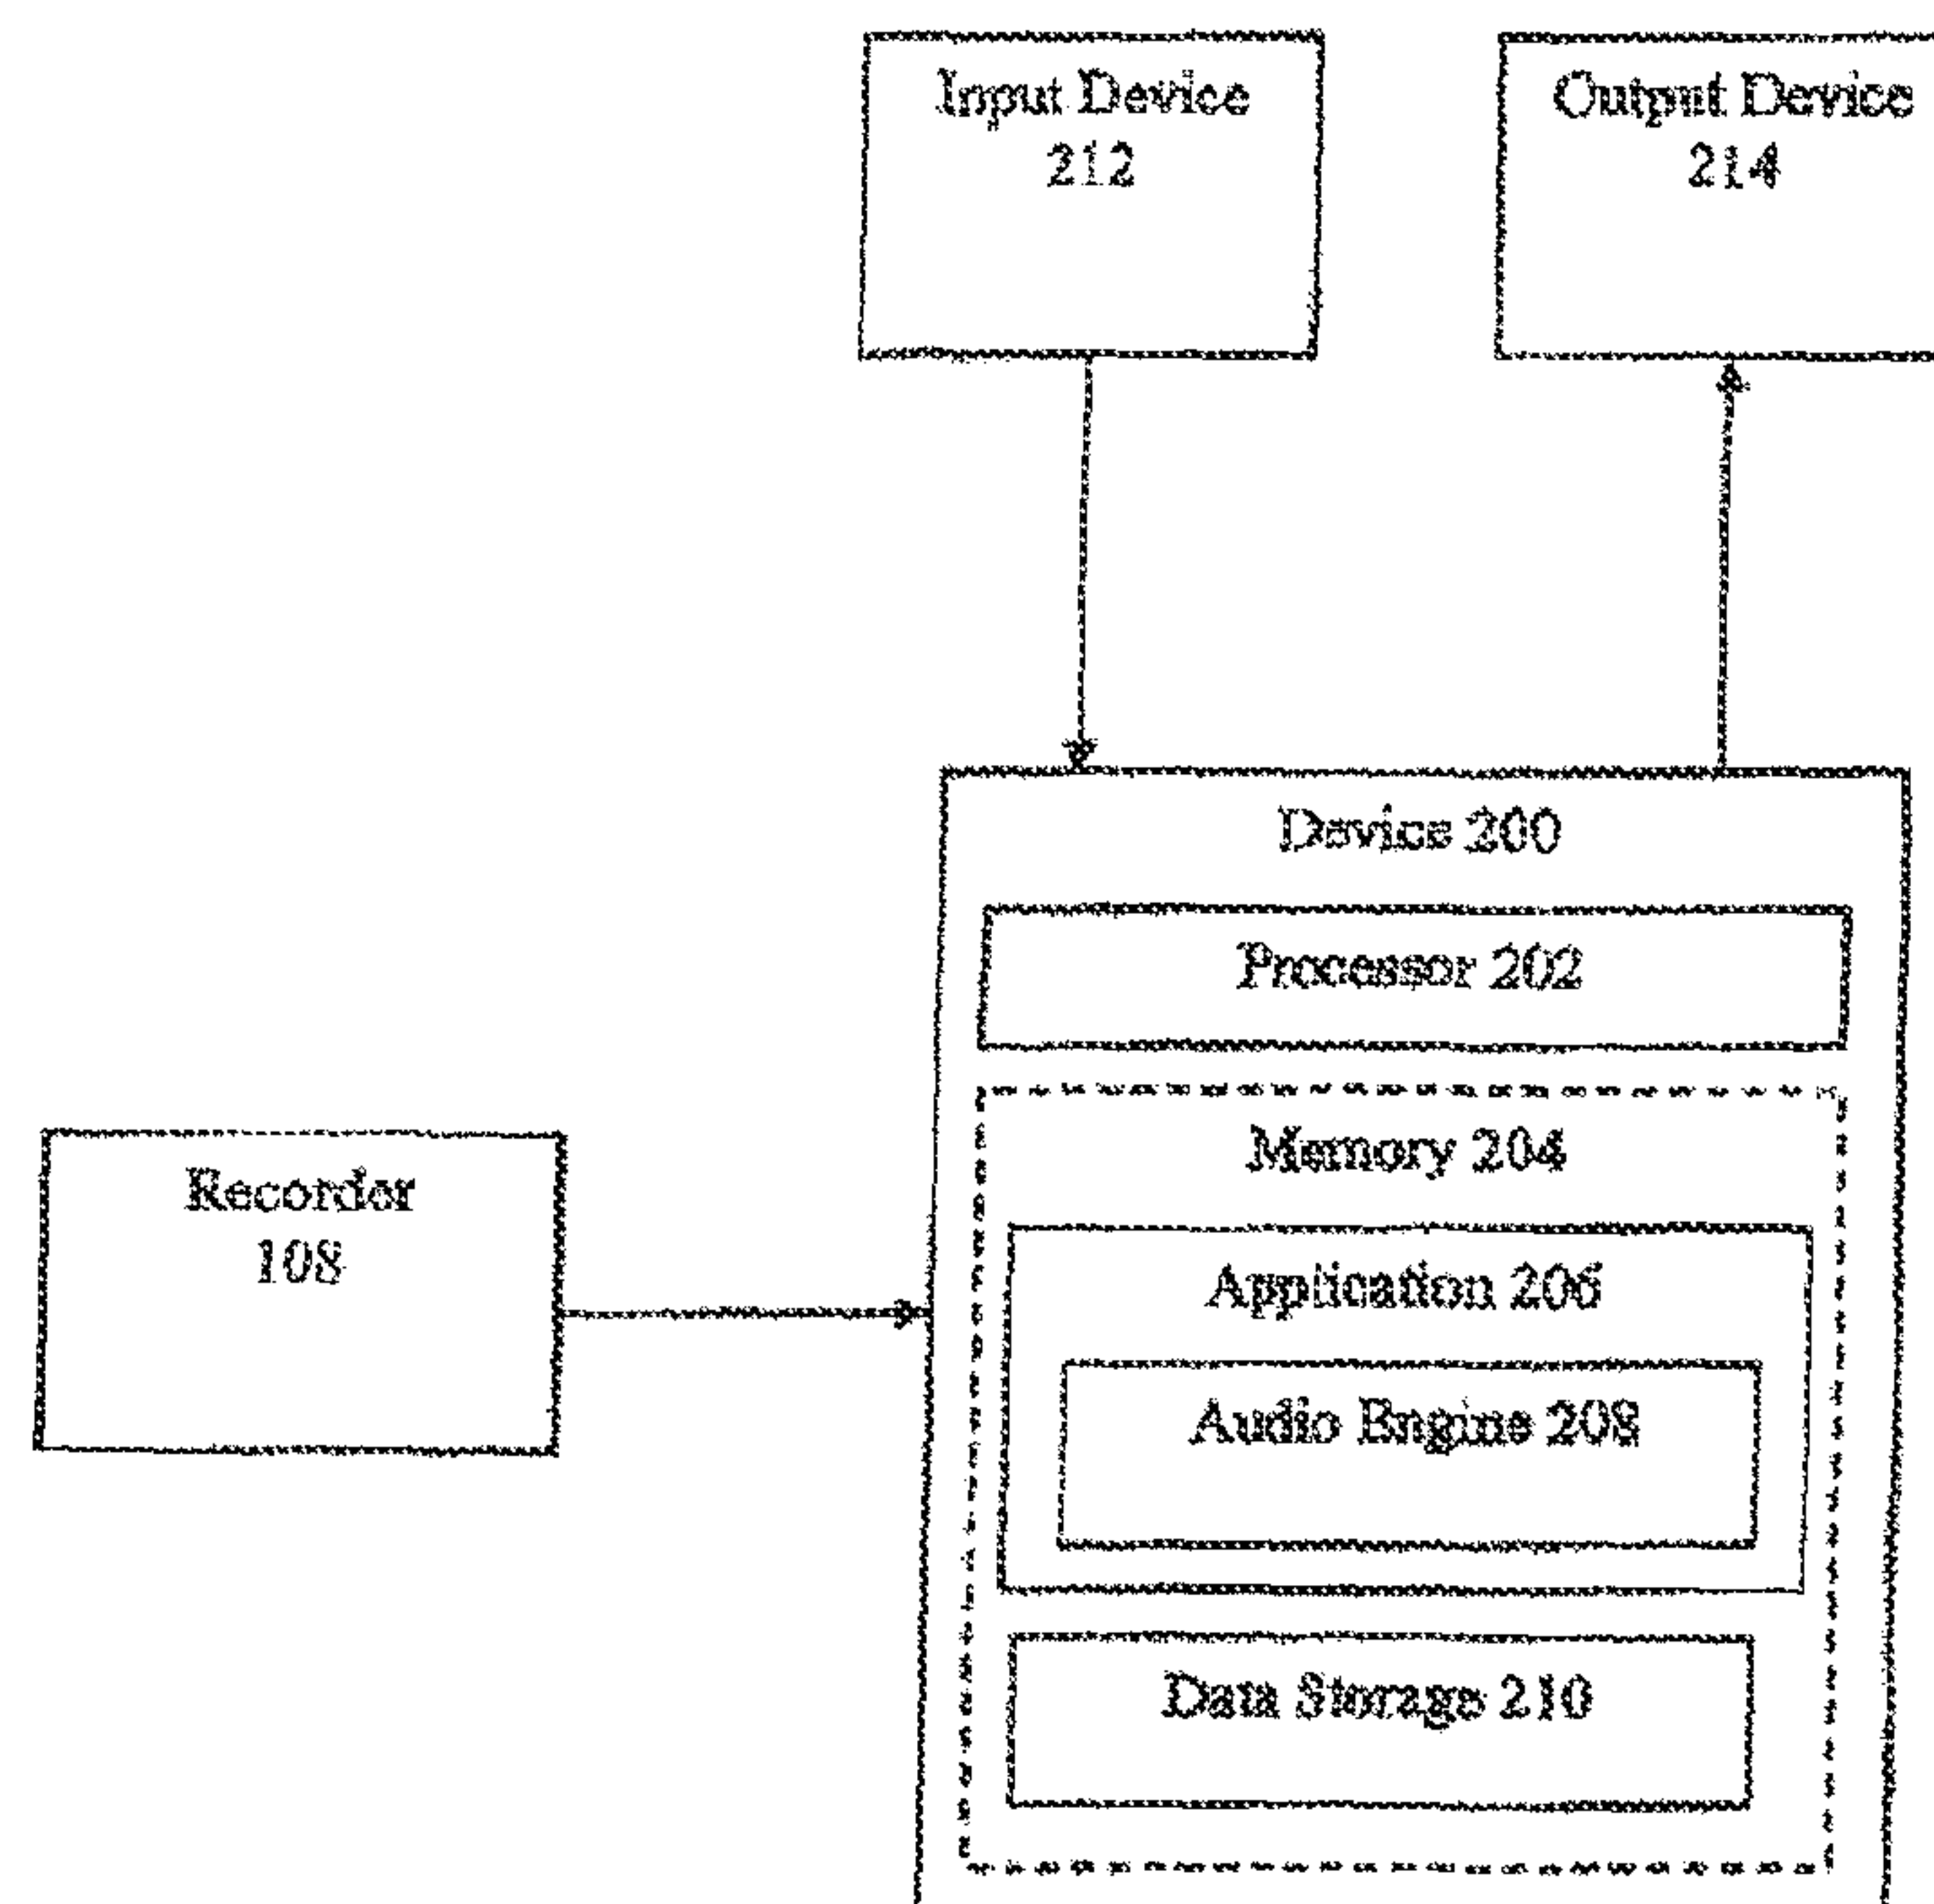 Input Device
212
Output Device
214
Device 200
Processor 202
Memory 204
Recorder
108
Application 206
Audio Engine 208
Data Storage 210